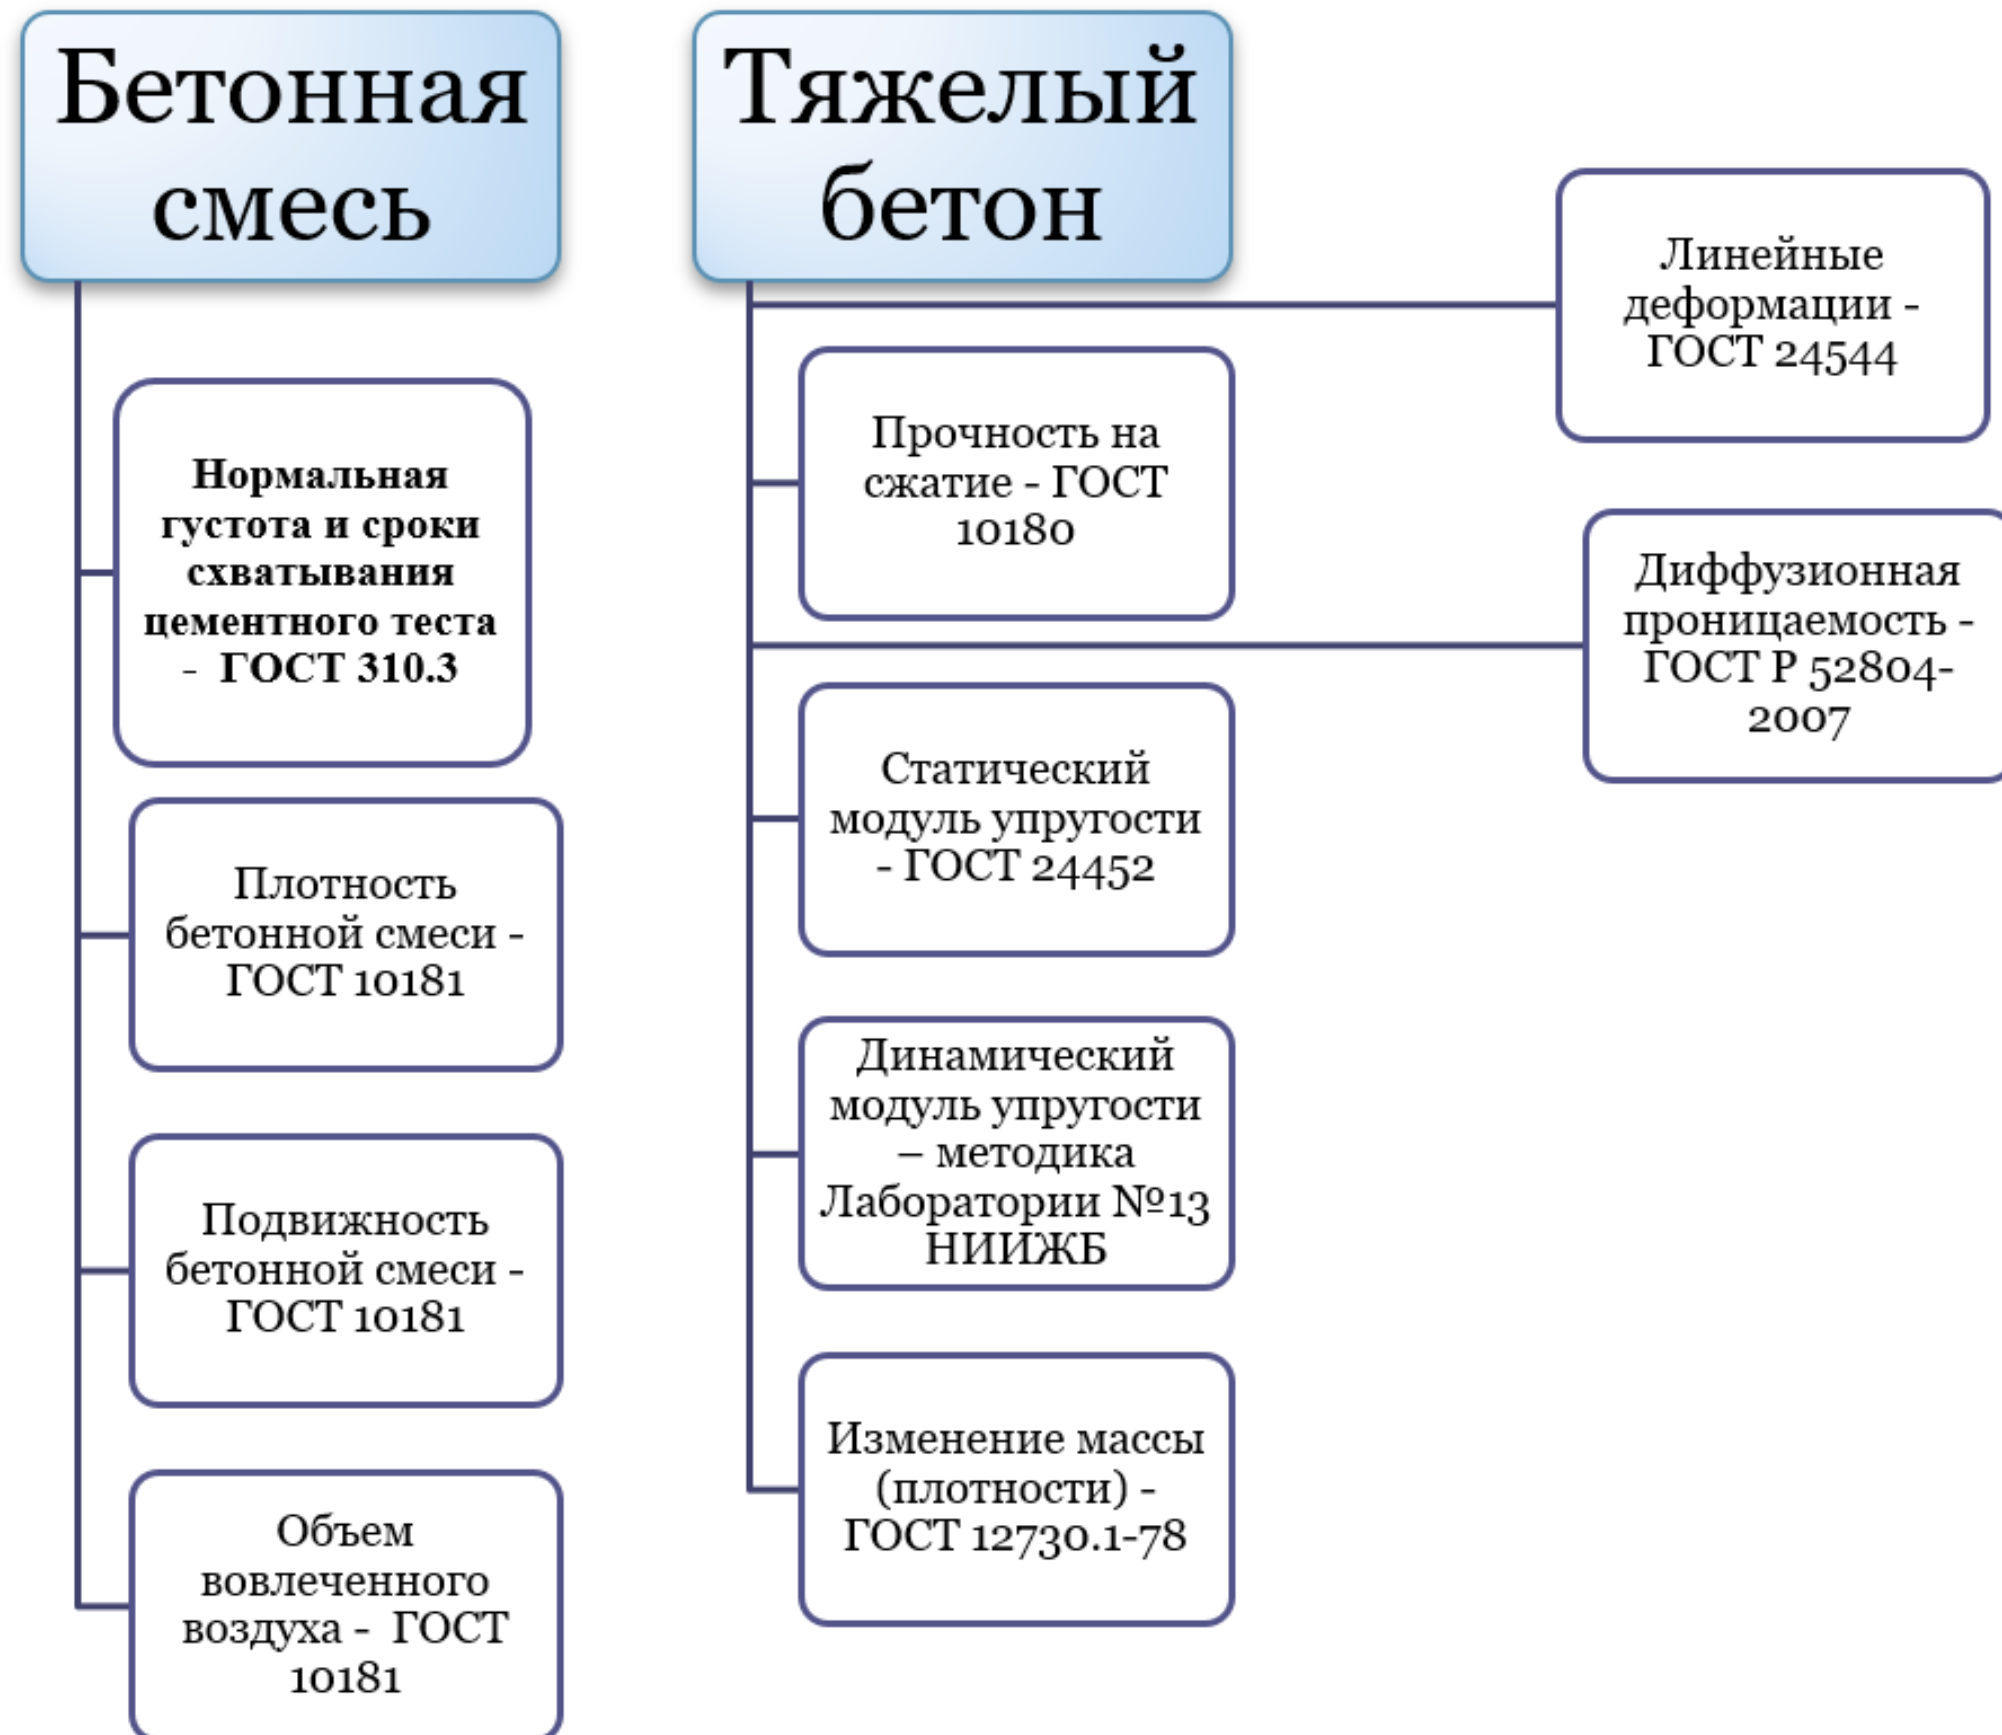 Бетонная
смесь
Нормальная
густота и сроки
схватывания
цементного теста
- ГОСТ 310.3
Плотность
бетонной смеси -
ГОСТ 10181
Подвижность
бетонной смеси -
ГОСТ 10181
Объем
вовлеченного
воздуха - ГОСТ
10181
Тяжелый
бетон
Прочность на
сжатие - ГОСТ
10180
Статический
модуль упругости
- ГОСТ 24452
Динамический
модуль упругости
– методика
Лаборатории №13
НИИЖБ
Изменение массы
(плотности) -
ГОСТ 12730.1-78
Линейные
деформации -
ГОСТ 24544
Диффузионная
проницаемость -
ГОСТ Р 52804-
2007